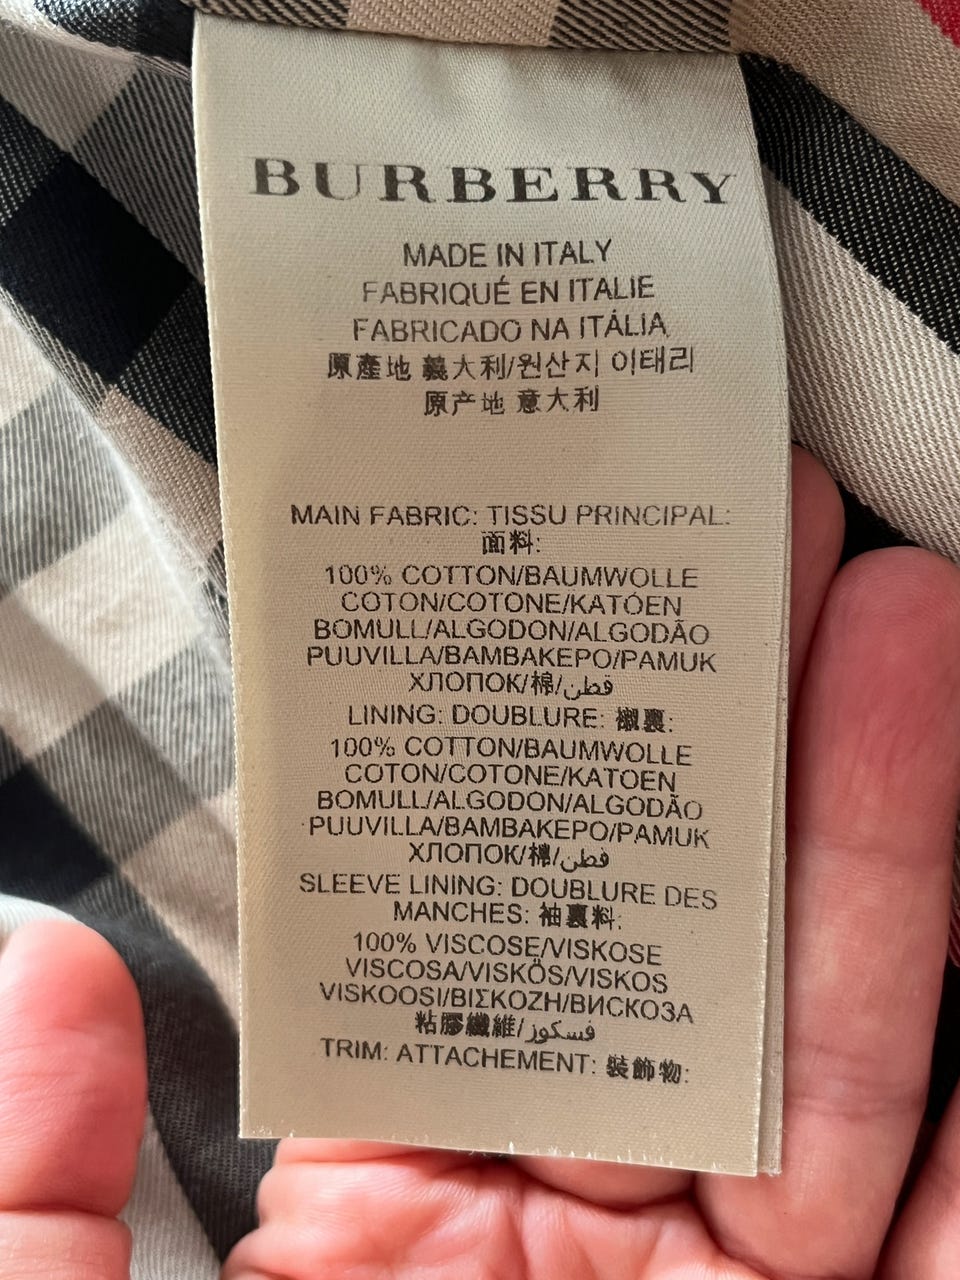 BURBERRY
MADE IN ITALY
FABRIQUÉ EN ITALIE
FABRICADO NA ITÁLIA
原產地 義大利/원산지 이태리
原产地 意大利
MAIN FABRIC: TISSU PRINCIPAL:
面料:
100% COTTON/BAUMWOLLE
COTON/COTONE/KATOEN
BOMULL/ALGODON/ALGODÃO
PUUVILLA/BAMBAKEPO/PAMUK
ХЛОПОК/棉/قطن
LINING: DOUBLURE: 襯裏:
100% COTTON/BAUMWOLLE
COTON/COTONE/KATOEN
BOMULL/ALGODON/ALGODÃO
PUUVILLA/BAMBAKEPO/PAMUK
ХЛОПОК/棉/قطن
SLEEVE LINING: DOUBLURE DES
MANCHES: 袖裏料:
100% VISCOSE/VISKOSE
VISCOSA/VISKÖS/VISKOS
VISKOOSI/ΒΙΣΚΟΖΗ/ВИСКОЗА
粘膠纖維/فسكوز
TRIM: ATTACHEMENT: 裝飾物: